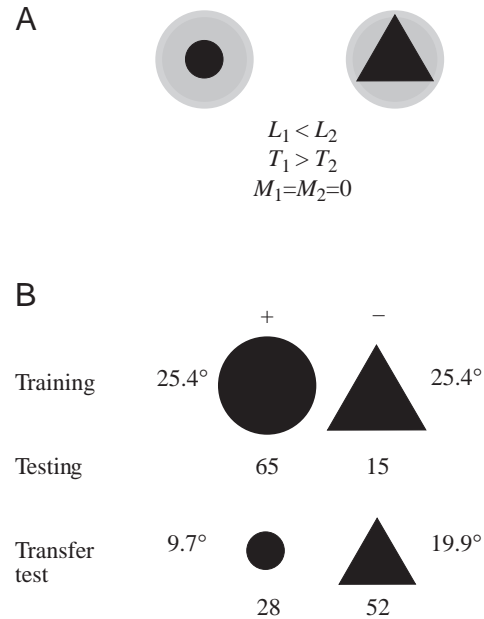 A
L₁ < L₂
T₁ > T₂
M₁=M₂=0
B
+ −
Training 25.4° 25.4°
Testing 65 15
Transfer
test 9.7° 19.9°
28 52